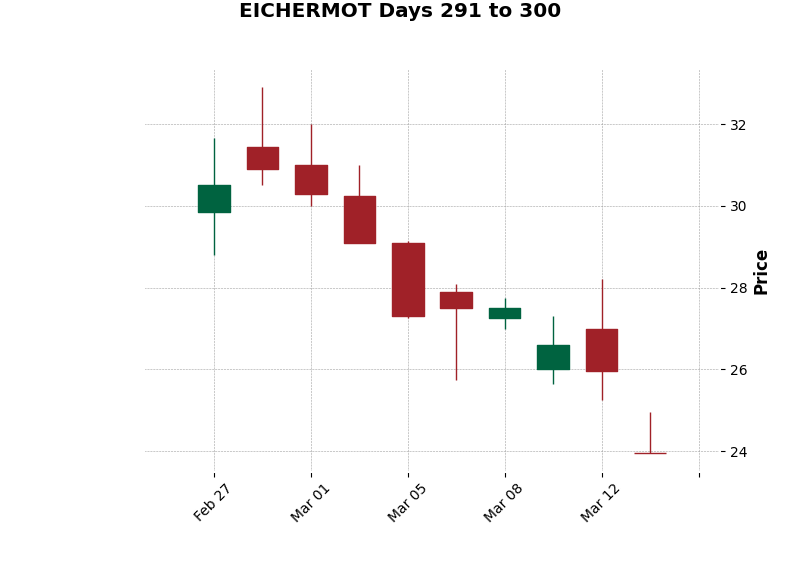 EICHERMOT Days 291 to 300
32
30
28
26
24
Price
Feb 27
Mar 01
Mar 05
Mar 08
Mar 12